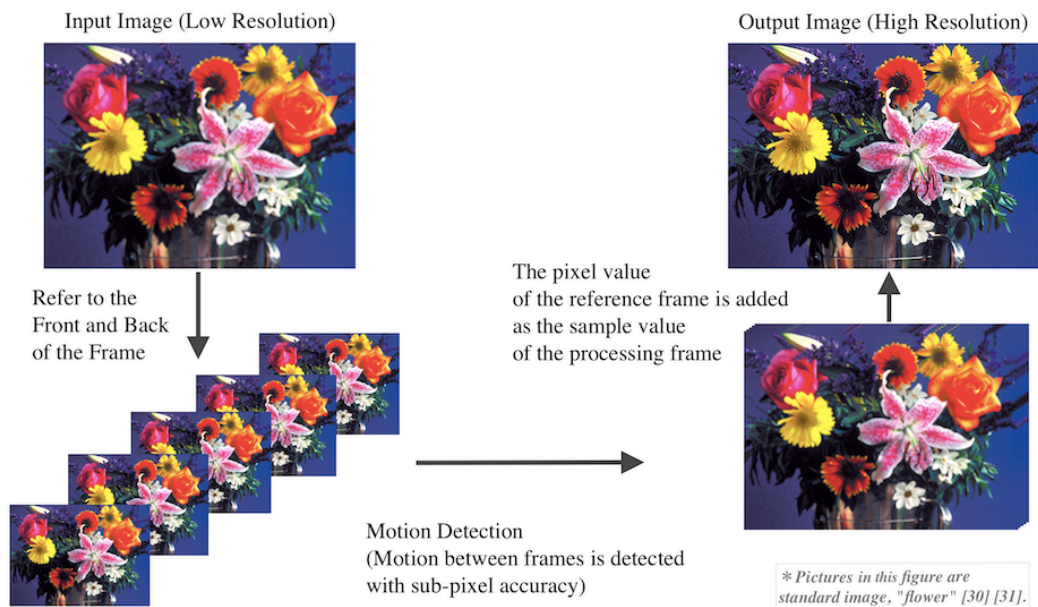 Input Image (Low Resolution)
Output Image (High Resolution)
Refer to the
Front and Back
of the Frame
The pixel value
of the reference frame is added
as the sample value
of the processing frame
Motion Detection
(Motion between frames is detected
with sub-pixel accuracy)
* Pictures in this figure are
standard image, "flower" [30] [31].